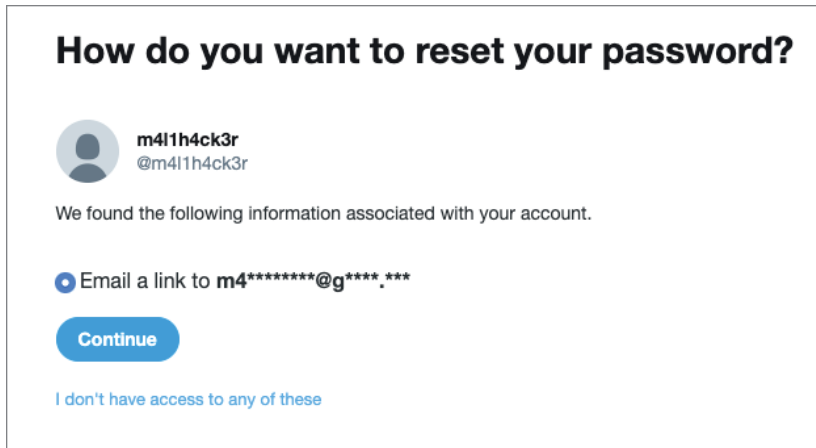 How do you want to reset your password?
m4l1h4ck3r
@m4l1h4ck3r
We found the following information associated with your account.
Email a link to m4********@g****.***
Continue
I don't have access to any of these